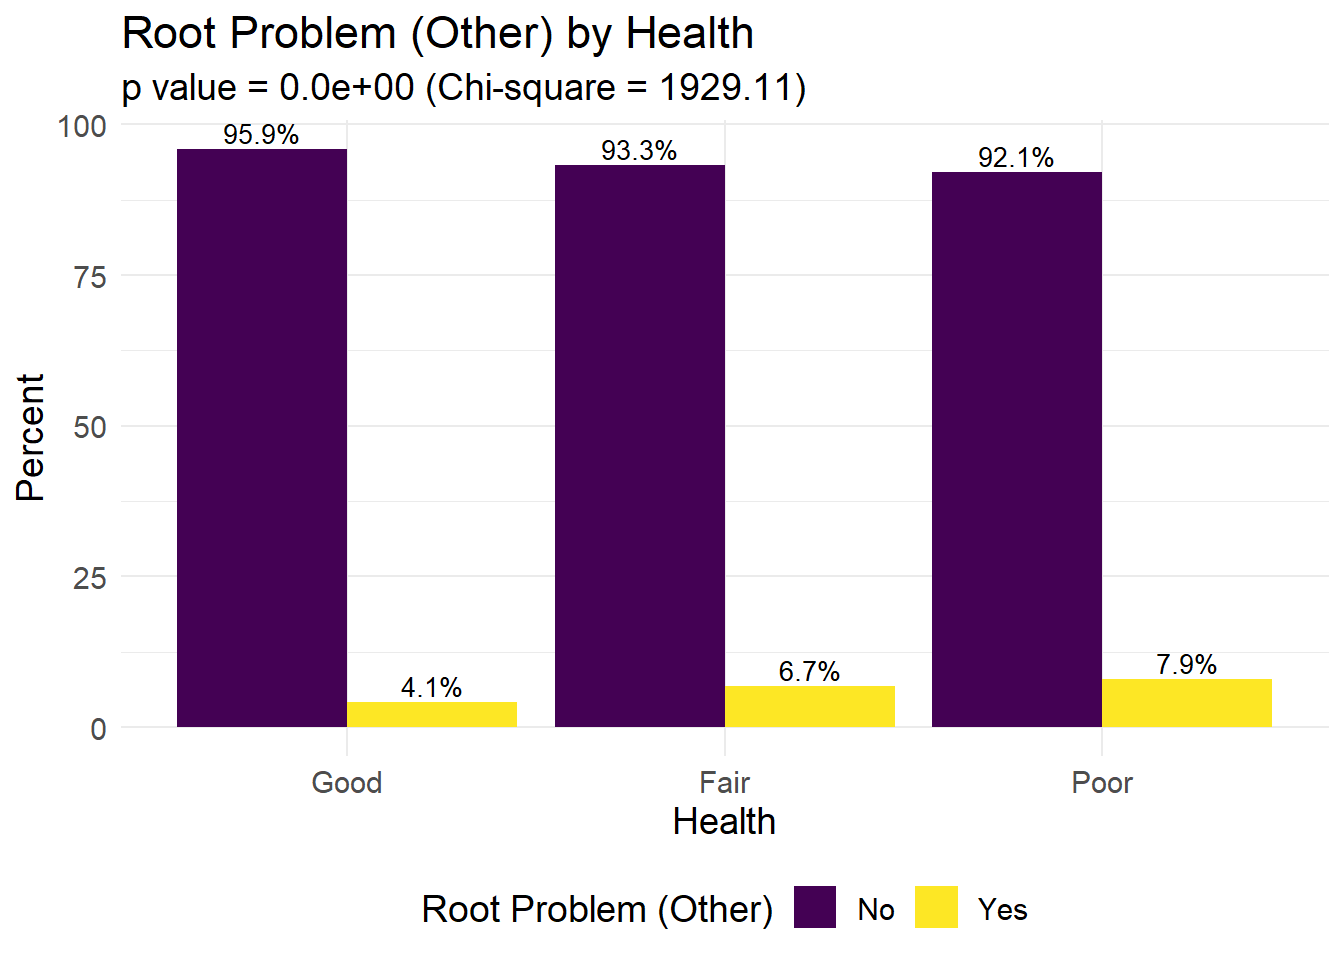 Root Problem (Other) by Health
p value = 0.0e+00 (Chi-square = 1929.11)
Percent
100
75
50
25
0
95.9%
4.1%
93.3%
6.7%
92.1%
7.9%
Good
Fair
Poor
Health
Root Problem (Other)
No
Yes